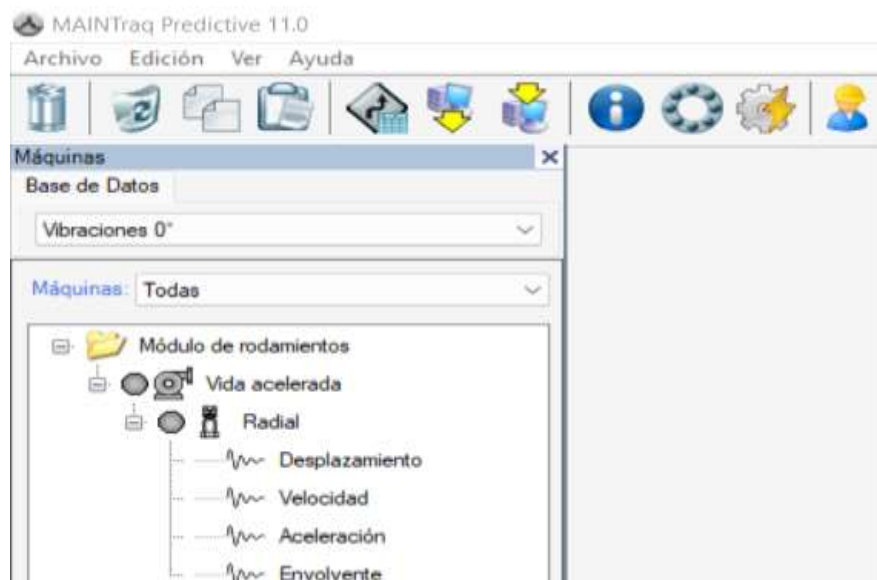 MAINTraq Predictive 11.0
Archivo Edición Ver Ayuda
Máquinas
Base de Datos
Vibraciones 0°
Máquinas: Todas
Módulo de rodamientos
Vida acelerada
Radial
Desplazamiento
Velocidad
Aceleración
Envolvente